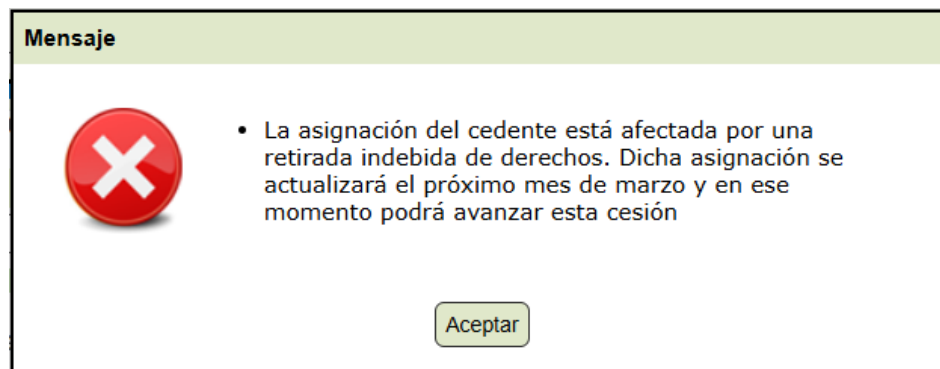 Mensaje
• La asignación del cedente está afectada por una
retirada indebida de derechos. Dicha asignación se
actualizará el próximo mes de marzo y en ese
momento podrá avanzar esta cesión
Aceptar